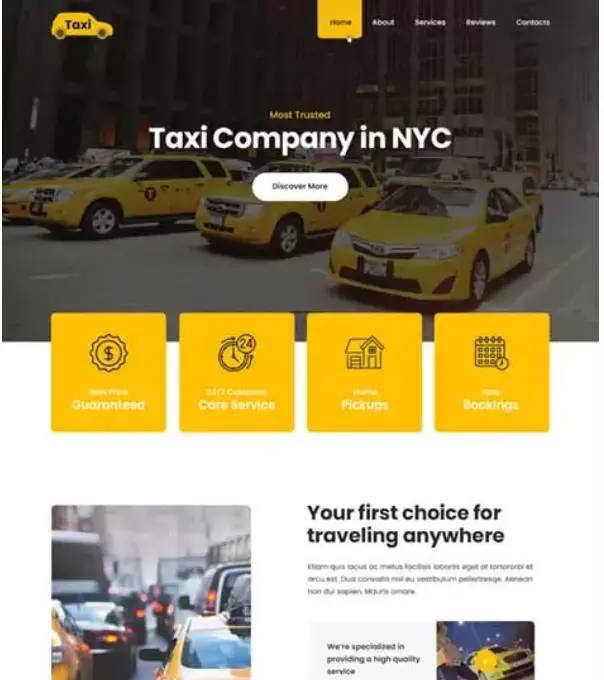 Taxi
Home About Services Reviews Contacts
Most Trusted
Taxi Company in NYC
Discover More
T
24
$
Best Price
Guaranteed
24/7 Customer
Care Service
Home
Pickups
Easy
Bookings
Your first choice for
traveling anywhere
Etiam quis lacus ac metus facilisis lobortis eget at tortororbi et
arcu est. Duis convallis nisl eu vestibulum pellentesqe. Aenean
non dui sapien. Mauris ornare.
We're specialized in
providing a high quality
service